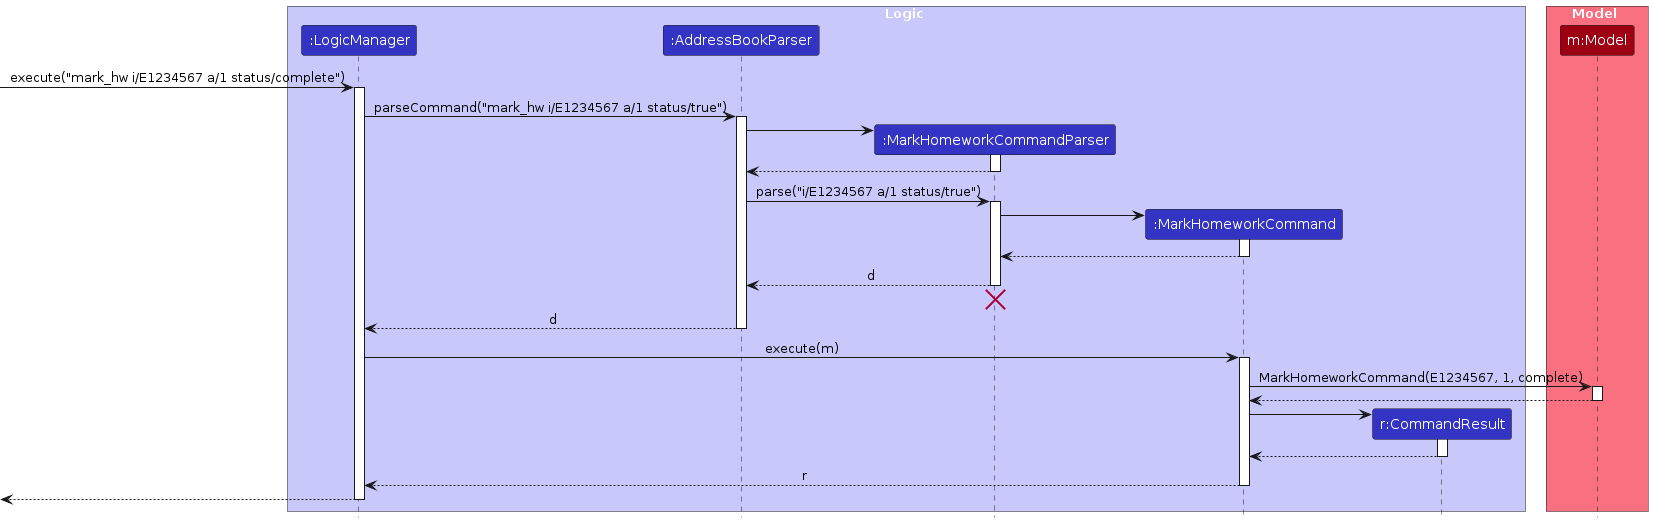 Logic
Model
:LogicManager
:AddressBookParser
m:Model
execute("mark_hw i/E1234567 a/1 status/complete")
parseCommand("mark_hw i/E1234567 a/1 status/true")
:MarkHomeworkCommandParser
parse("i/E1234567 a/1 status/true")
:MarkHomeworkCommand
d
d
execute(m)
MarkHomeworkCommand(E1234567, 1, complete)
r:CommandResult
r